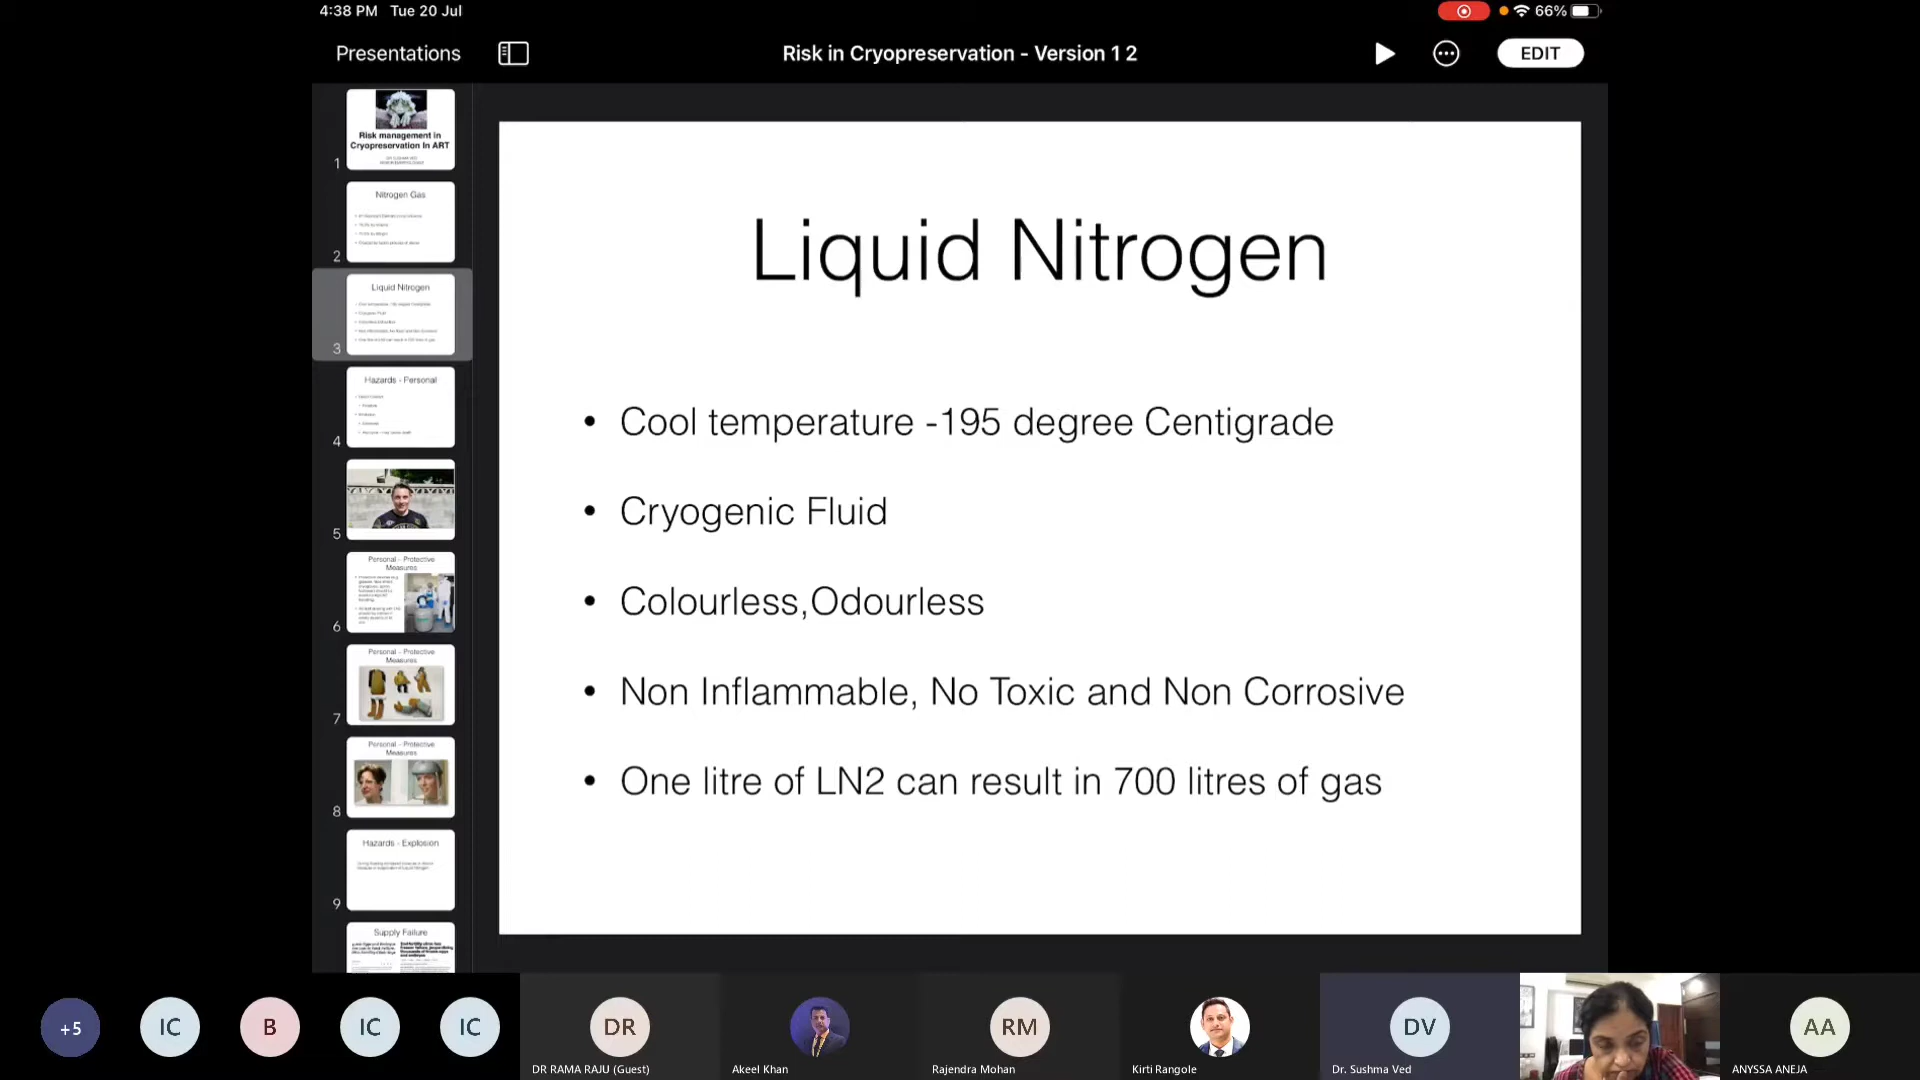 4:38 PM Tue 20 Jul
66%
Presentations
Risk in Cryopreservation - Version 1 2
EDIT
Risk management in
Cryopreservation In ART
1
Nitrogen Gas
2
Liquid Nitrogen
3
Hazards - Personal
4
5
Personal - Protective
Measures
6
Personal - Protective
Measures
7
Personal - Protective
Measures
8
Hazards - Explosion
9
Supply Failure
Liquid Nitrogen
• Cool temperature -195 degree Centigrade
• Cryogenic Fluid
• Colourless,Odourless
• Non Inflammable, No Toxic and Non Corrosive
• One litre of LN2 can result in 700 litres of gas
+5
IC
B
IC
IC
DR
DR RAMA RAJU (Guest)
Akeel Khan
RM
Rajendra Mohan
Kirti Rangole
DV
Dr. Sushma Ved
AA
ANYSSA ANEJA